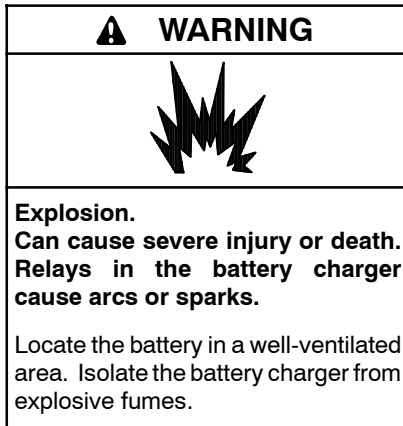 WARNING
Explosion.
Can cause severe injury or death.
Relays in the battery charger
cause arcs or sparks.
Locate the battery in a well-ventilated
area. Isolate the battery charger from
explosive fumes.